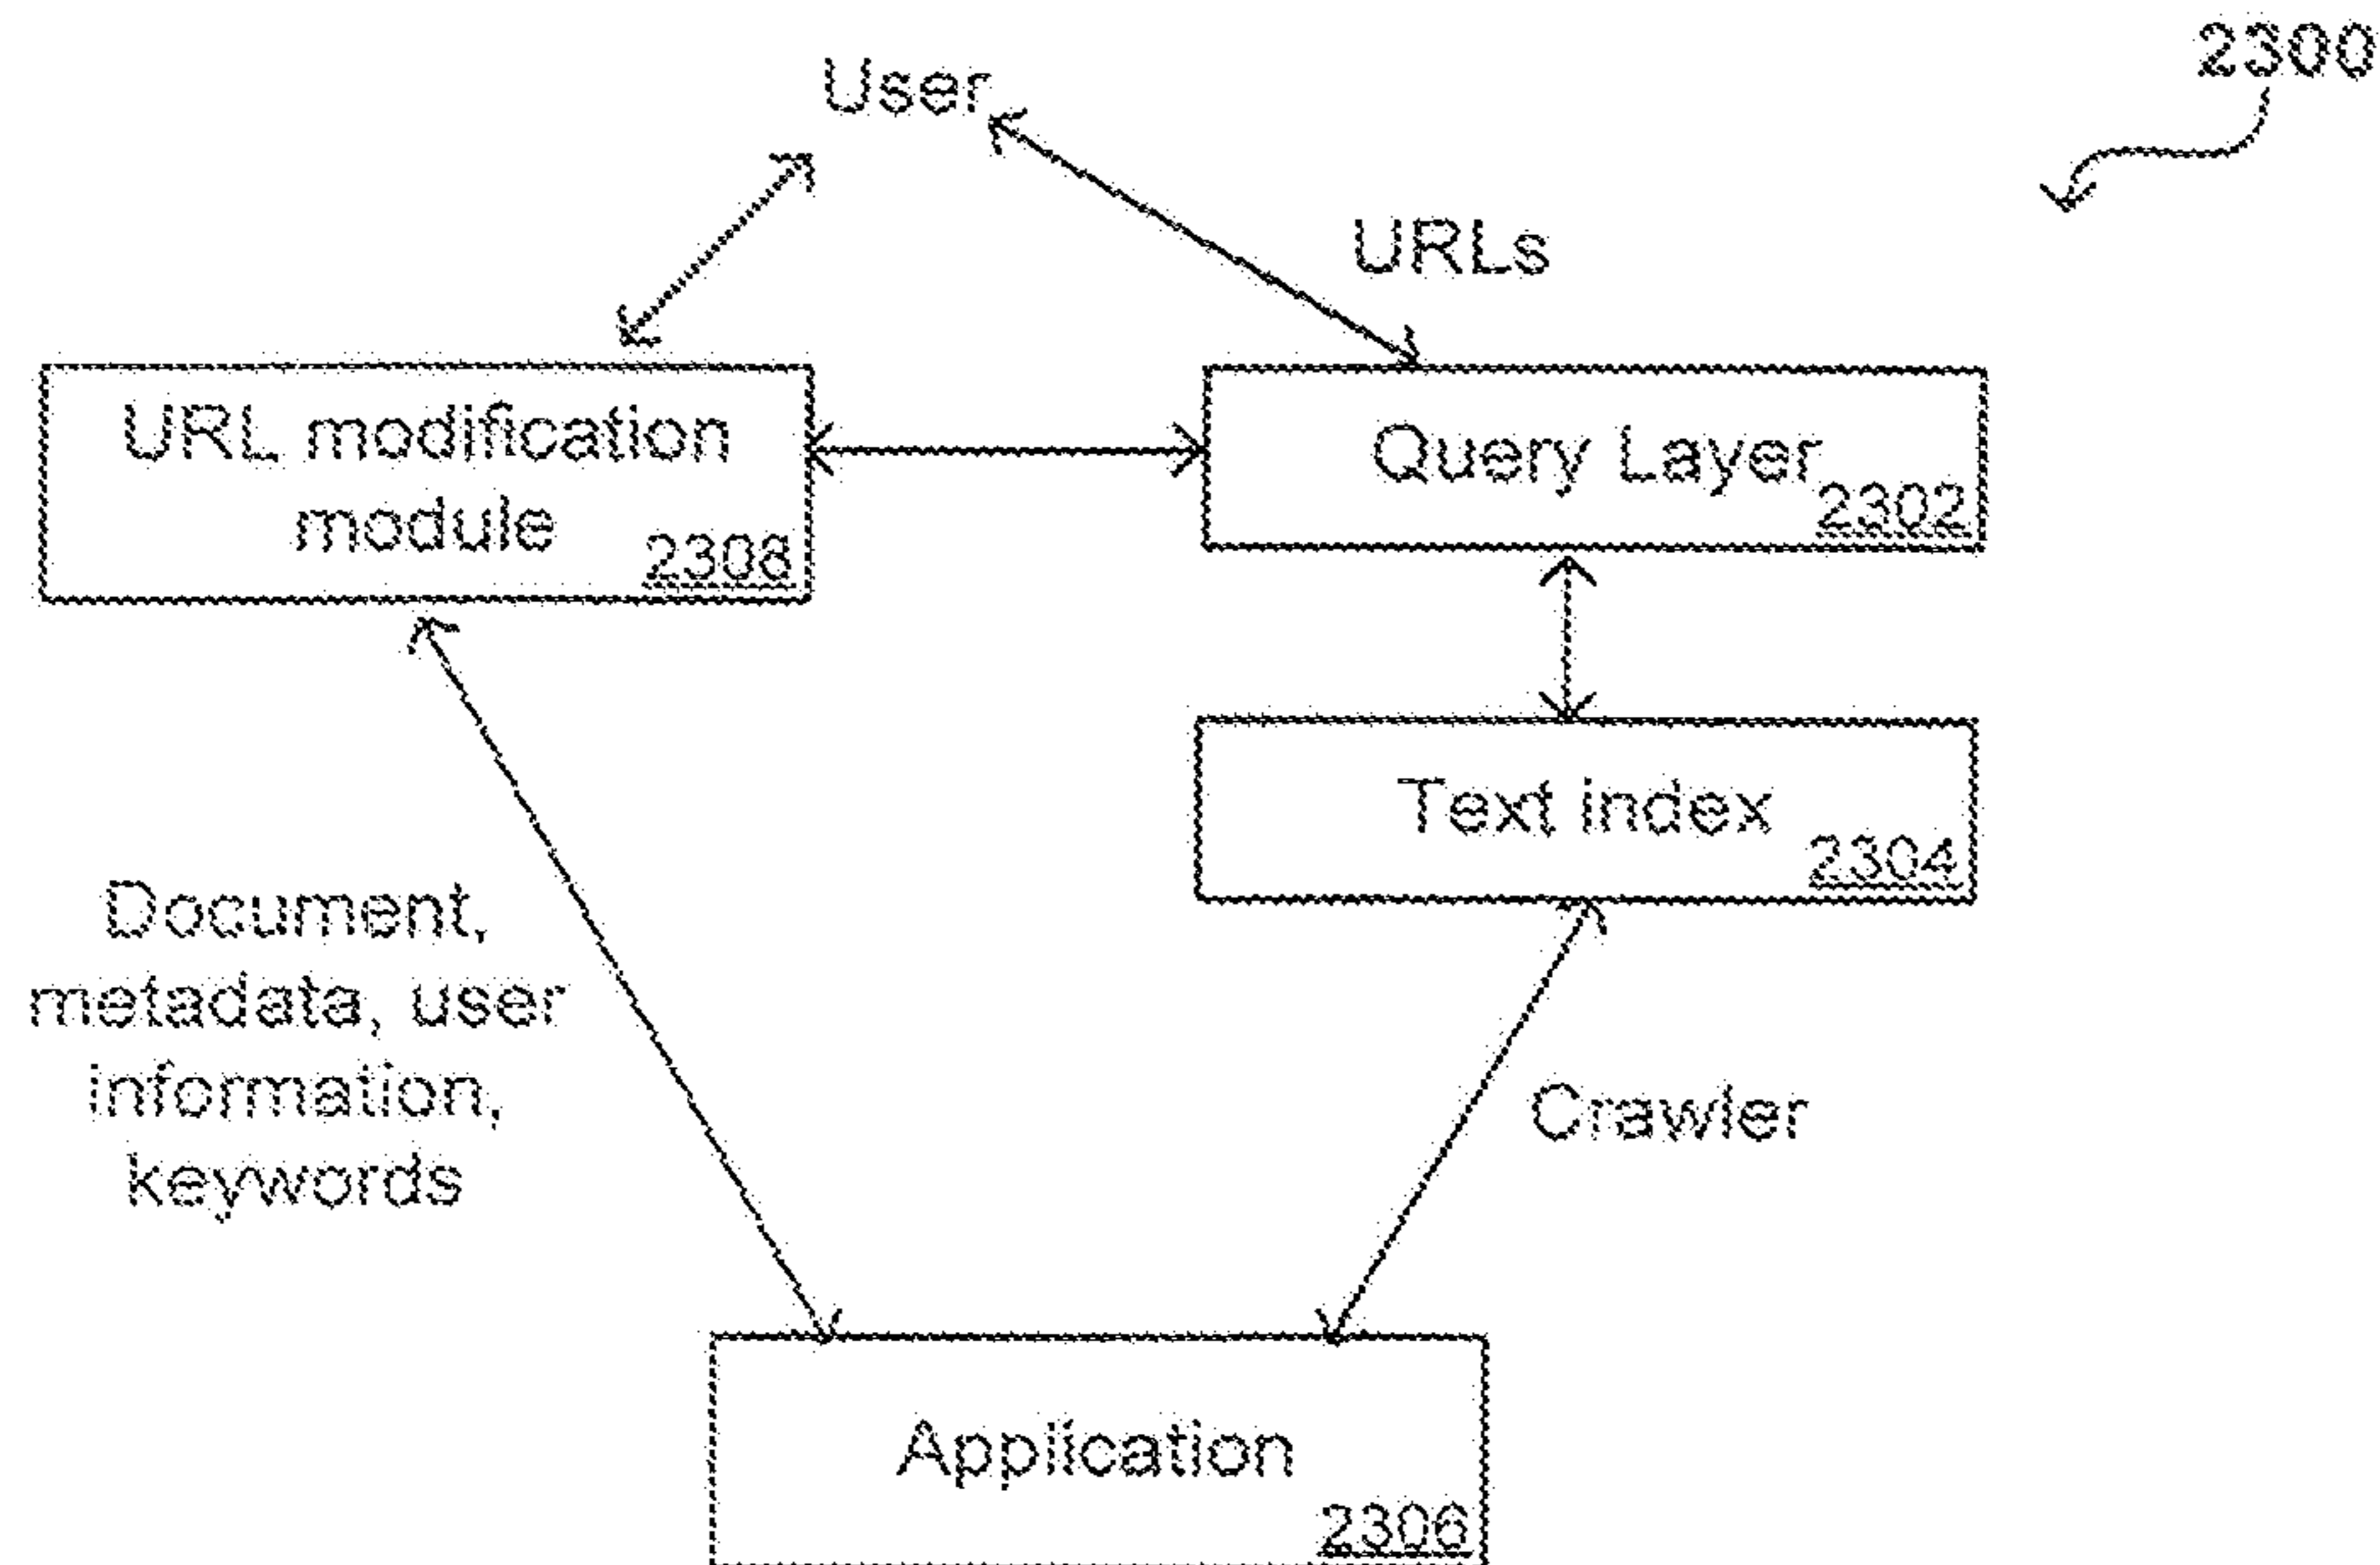 2300
User
URLs
URL modification
module
2308
Query Layer
2302
Text index
2304
Document,
metadata, user
information,
keywords
Crawler
Application
2306